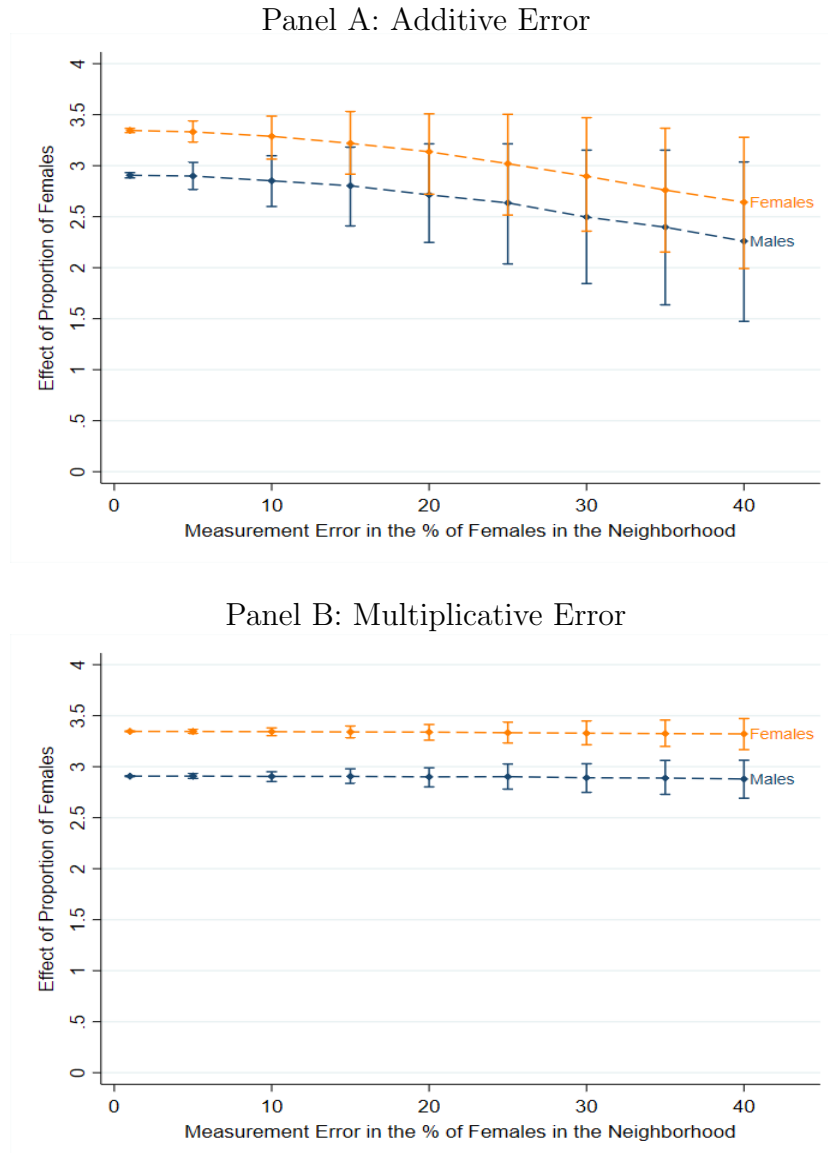 Panel A: Additive Error
Effect of Proportion of Females
4
3.5
3
2.5
2
1.5
1
.5
0
Females
Males
0 10 20 30 40
Measurement Error in the % of Females in the Neighborhood
Panel B: Multiplicative Error
Effect of Proportion of Females
4
3.5
3
2.5
2
1.5
1
.5
0
Females
Males
0 10 20 30 40
Measurement Error in the % of Females in the Neighborhood